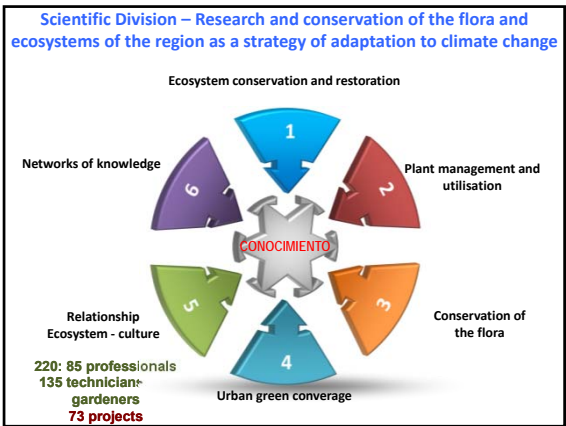 Scientific Division – Research and conservation of the flora and
ecosystems of the region as a strategy of adaptation to climate change
Ecosystem conservation and restoration
1
Networks of knowledge
6
2
Plant management and
utilisation
CONOCIMIENTO
5
3
Relationship
Ecosystem - culture
Conservation of
the flora
4
220: 85 professionals
135 technicians
gardeners
73 projects
Urban green converage